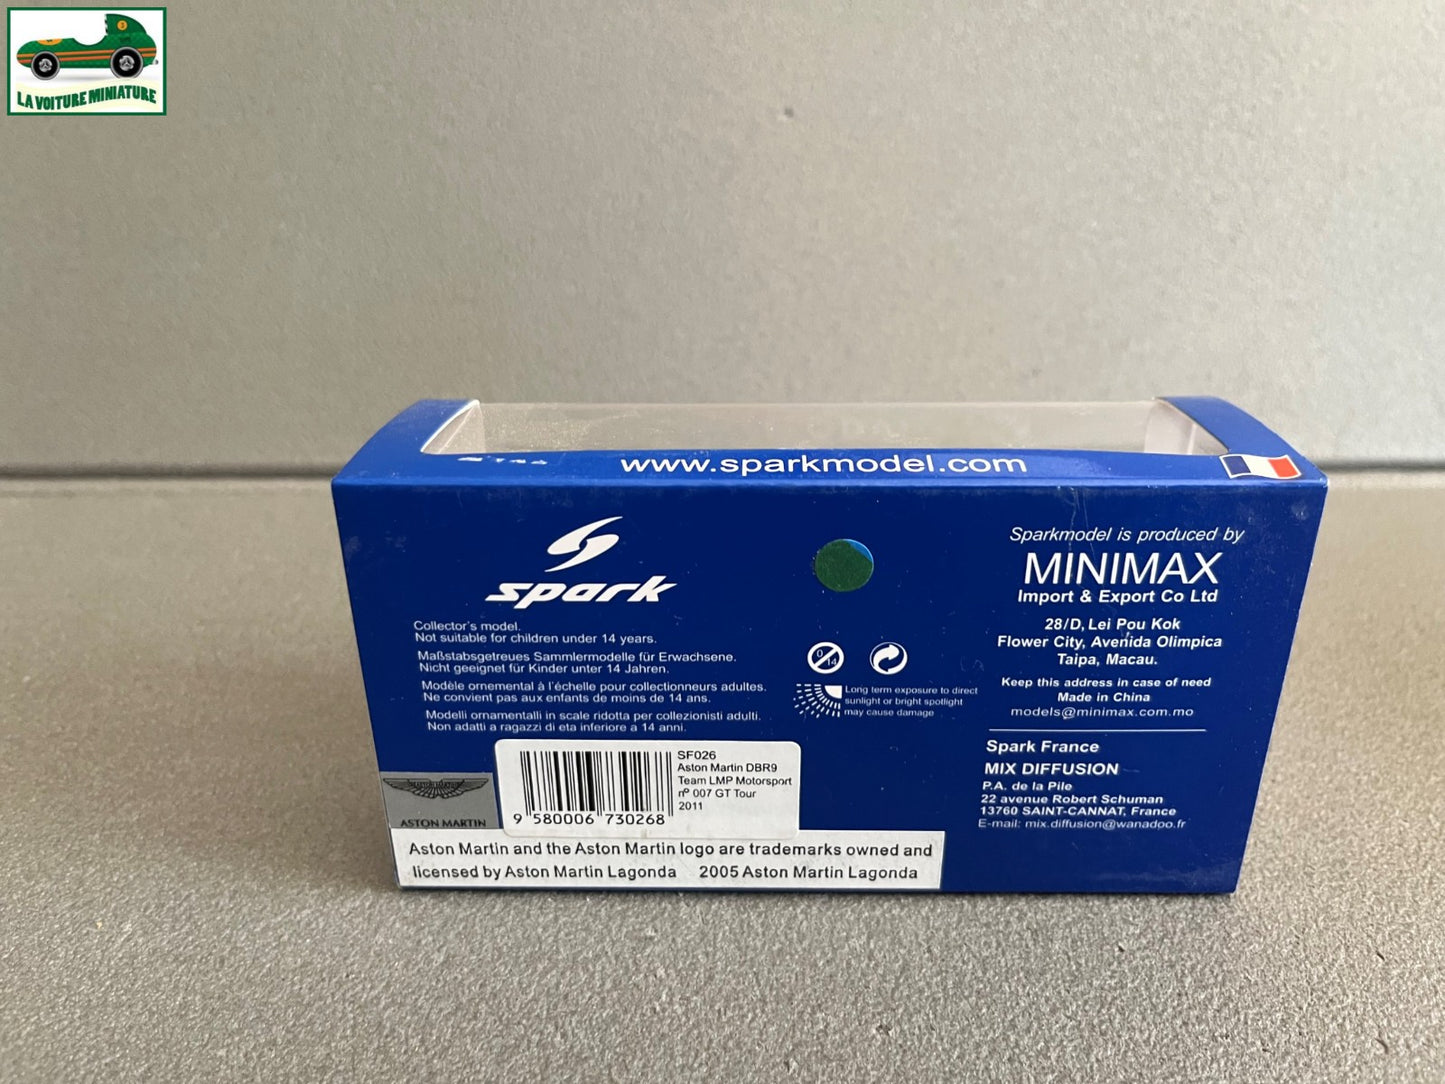 LA VOITURE MINIATURE
www.sparkmodel.com
spark
Collector's model.
Not suitable for children under 14 years.
Maßstabsgetreues Sammlermodelle für Erwachsene.
Nicht geeignet für Kinder unter 14 Jahren.
Modèle ornemental à l'échelle pour collectionneurs adultes.
Ne convient pas aux enfants de moins de 14 ans.
Modelli ornamentalli in scale ridotta per collezionisti adulti.
Non adatti a ragazzi di eta inferiore a 14 anni.
Long term exposure to direct
sunlight or bright spotlight
may cause damage
Sparkmodel is produced by
MINIMAX
Import & Export Co Ltd
28/D, Lei Pou Kok
Flower City, Avenida Olimpica
Taipa, Macau.
Keep this address in case of need
Made in China
models@minimax.com.mo
Spark France
MIX DIFFUSION
P.A. de la Pile
22 avenue Robert Schuman
13760 SAINT-CANNAT, France
E-mail: mix.diffusion@wanadoo.fr
SF026
Aston Martin DBR9
Team LMP Motorsport
nº 007 GT Tour
2011
9 580006 730268
ASTON MARTIN
Aston Martin and the Aston Martin logo are trademarks owned and
licensed by Aston Martin Lagonda 2005 Aston Martin Lagonda